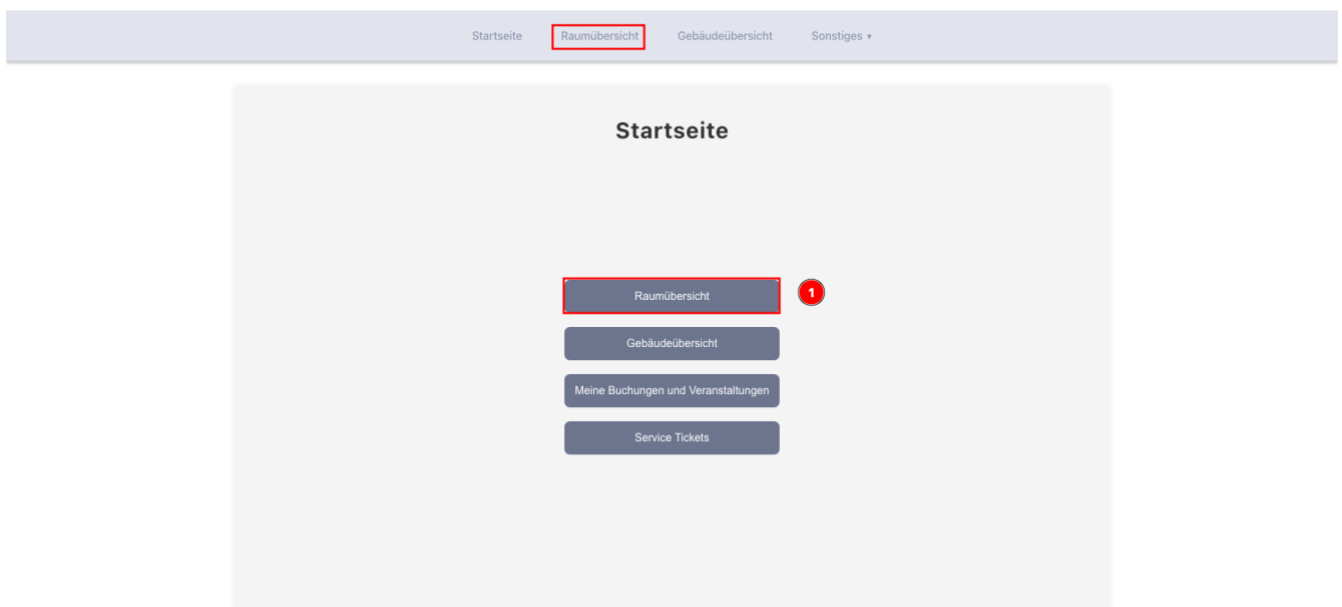 Startseite Raumübersicht Gebäudeübersicht Sonstiges ▾
Startseite
Raumübersicht
1
Gebäudeübersicht
Meine Buchungen und Veranstaltungen
Service Tickets